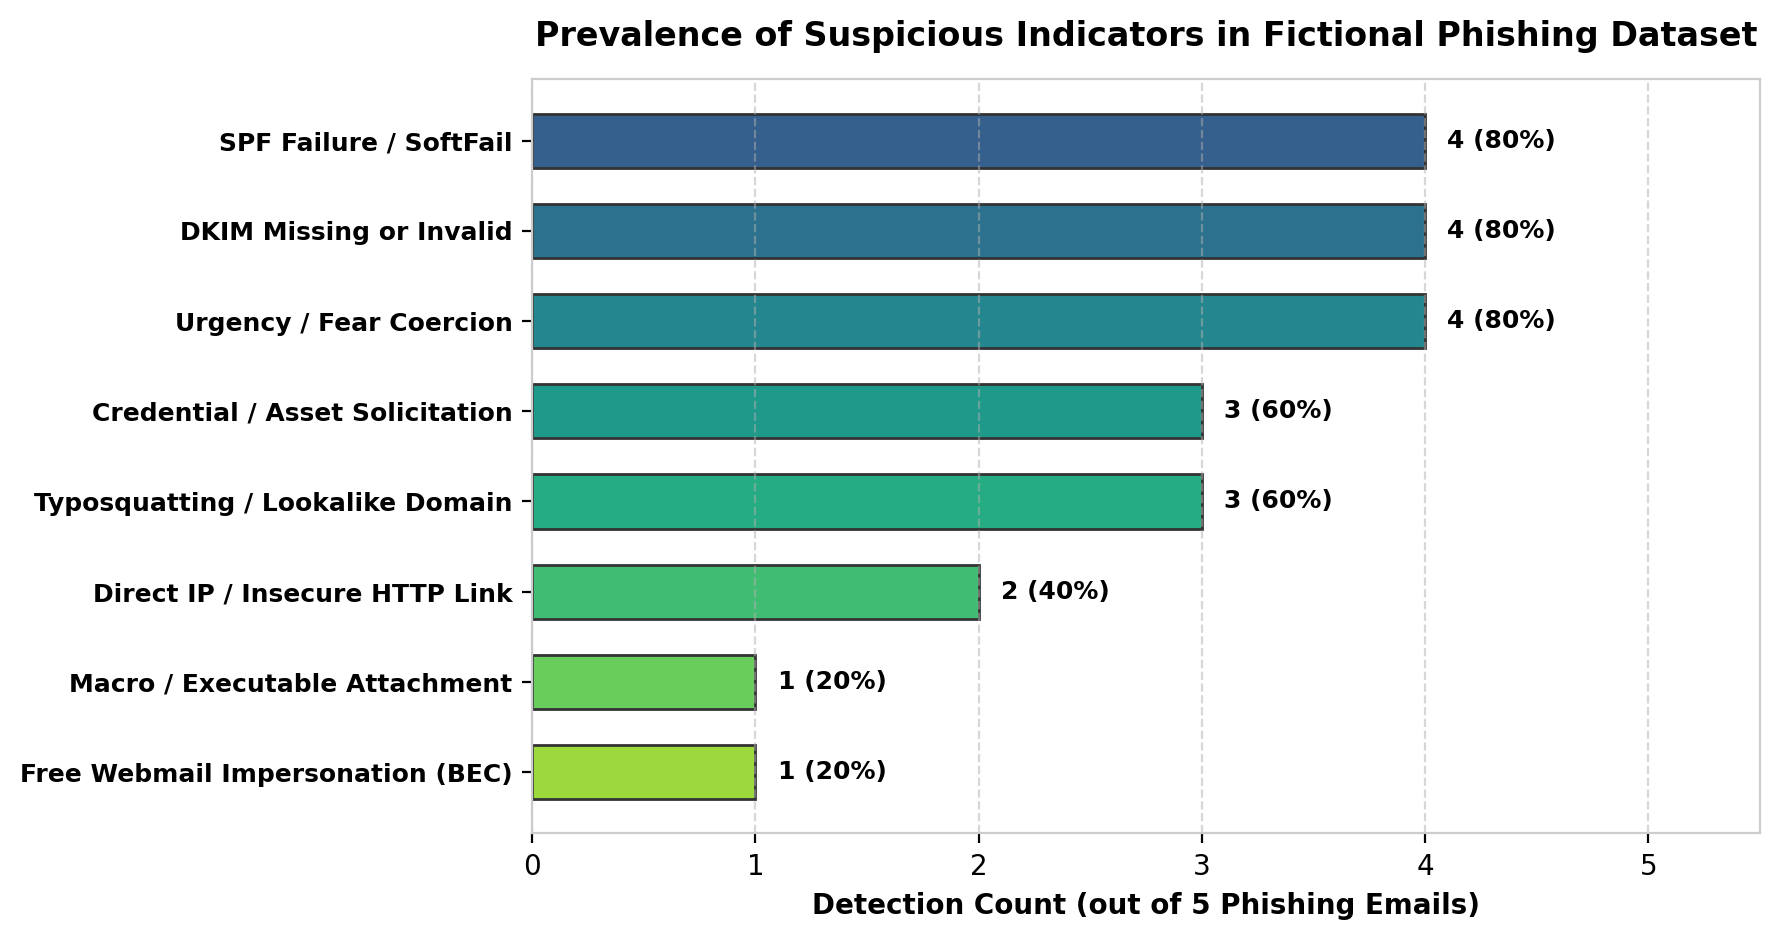 Prevalence of Suspicious Indicators in Fictional Phishing Dataset
SPF Failure / SoftFail 4 (80%)
DKIM Missing or Invalid 4 (80%)
Urgency / Fear Coercion 4 (80%)
Credential / Asset Solicitation 3 (60%)
Typosquatting / Lookalike Domain 3 (60%)
Direct IP / Insecure HTTP Link 2 (40%)
Macro / Executable Attachment 1 (20%)
Free Webmail Impersonation (BEC) 1 (20%)
0 1 2 3 4 5
Detection Count (out of 5 Phishing Emails)